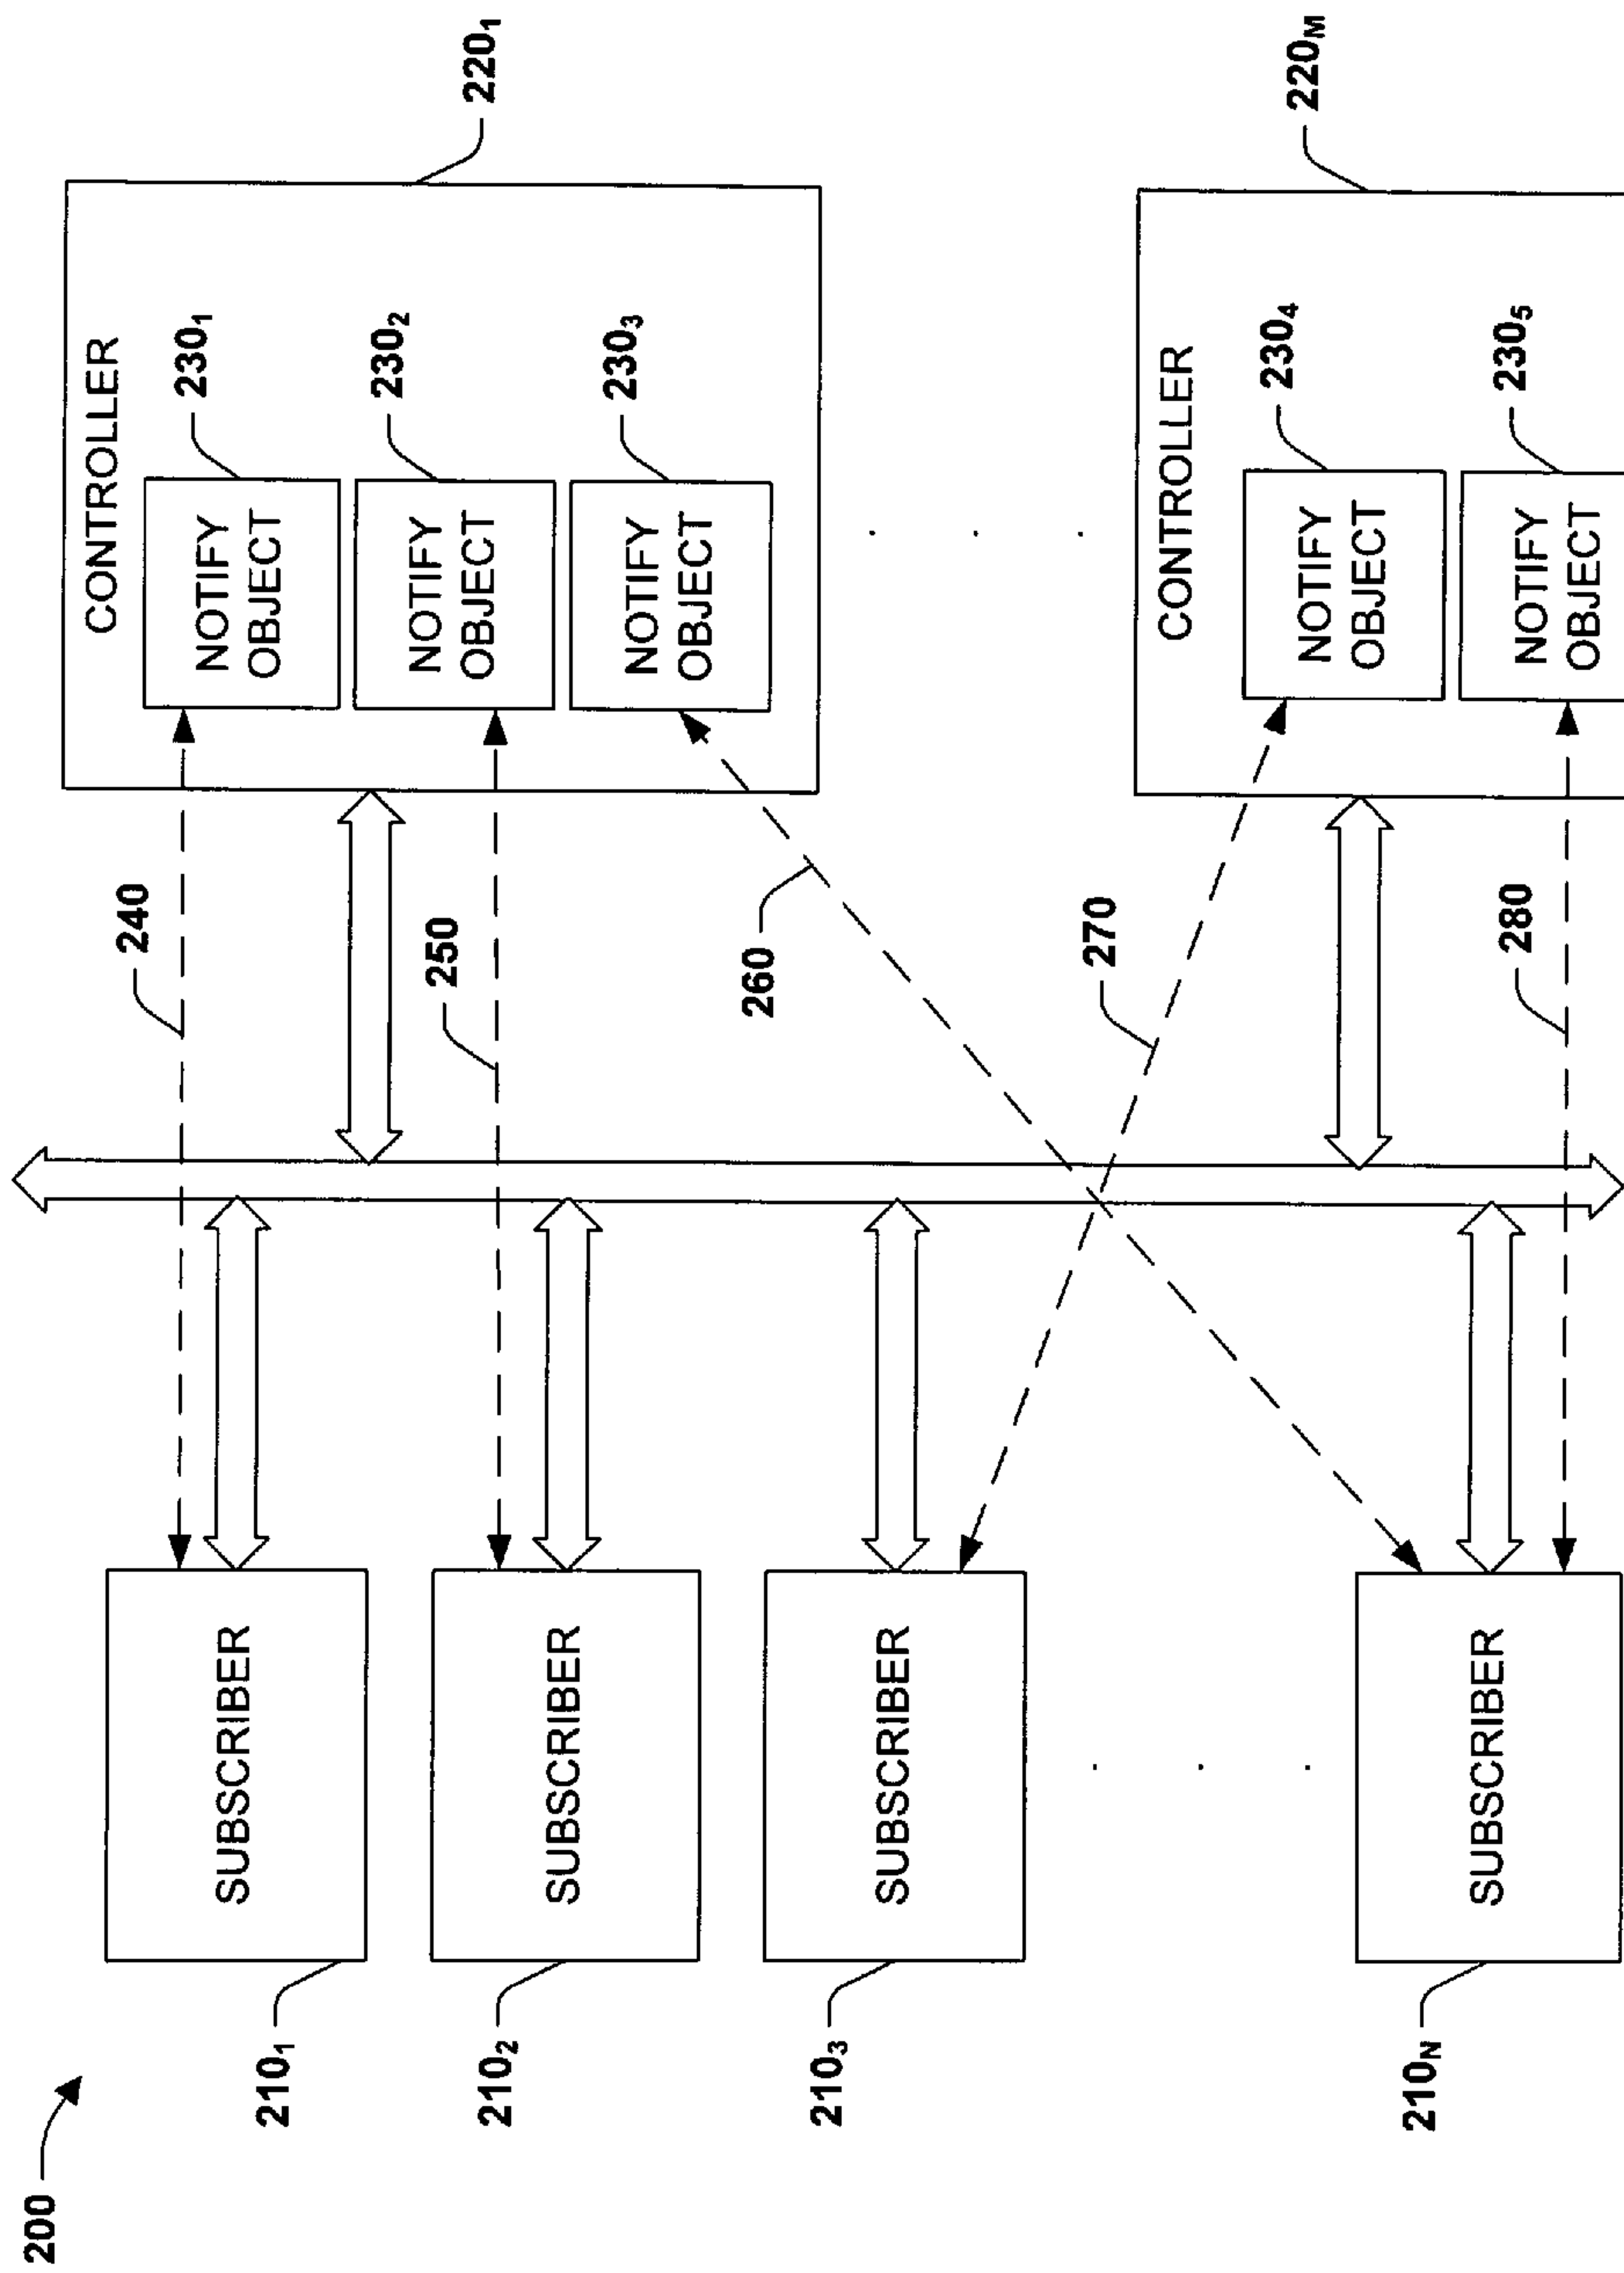 200
210₁
SUBSCRIBER
210₂
SUBSCRIBER
210₃
SUBSCRIBER
210N
SUBSCRIBER
240
250
260
270
280
CONTROLLER
220₁
NOTIFY
OBJECT
230₁
NOTIFY
OBJECT
230₂
NOTIFY
OBJECT
230₃
CONTROLLER
220M
NOTIFY
OBJECT
230₄
NOTIFY
OBJECT
230₅